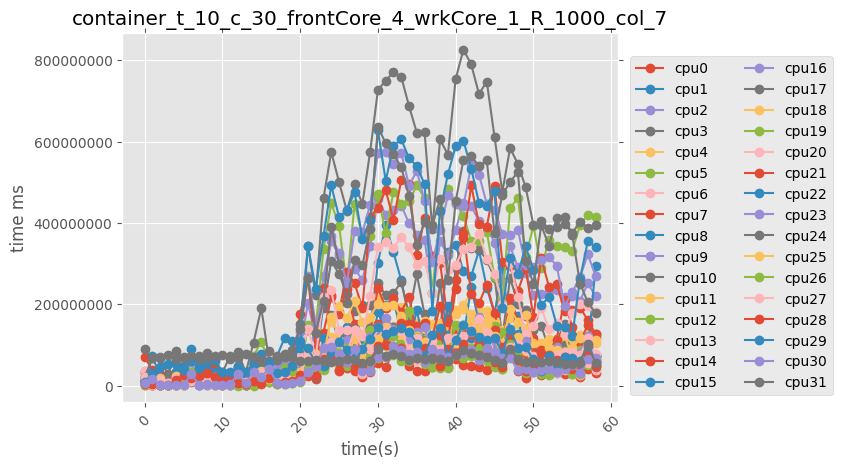 container_t_10_c_30_frontCore_4_wrkCore_1_R_1000_col_7
800000000
600000000
400000000
200000000
0
time ms
0
10
20
30
40
50
60
time(s)
cpu0
cpu1
cpu2
cpu3
cpu4
cpu5
cpu6
cpu7
cpu8
cpu9
cpu10
cpu11
cpu12
cpu13
cpu14
cpu15
cpu16
cpu17
cpu18
cpu19
cpu20
cpu21
cpu22
cpu23
cpu24
cpu25
cpu26
cpu27
cpu28
cpu29
cpu30
cpu31